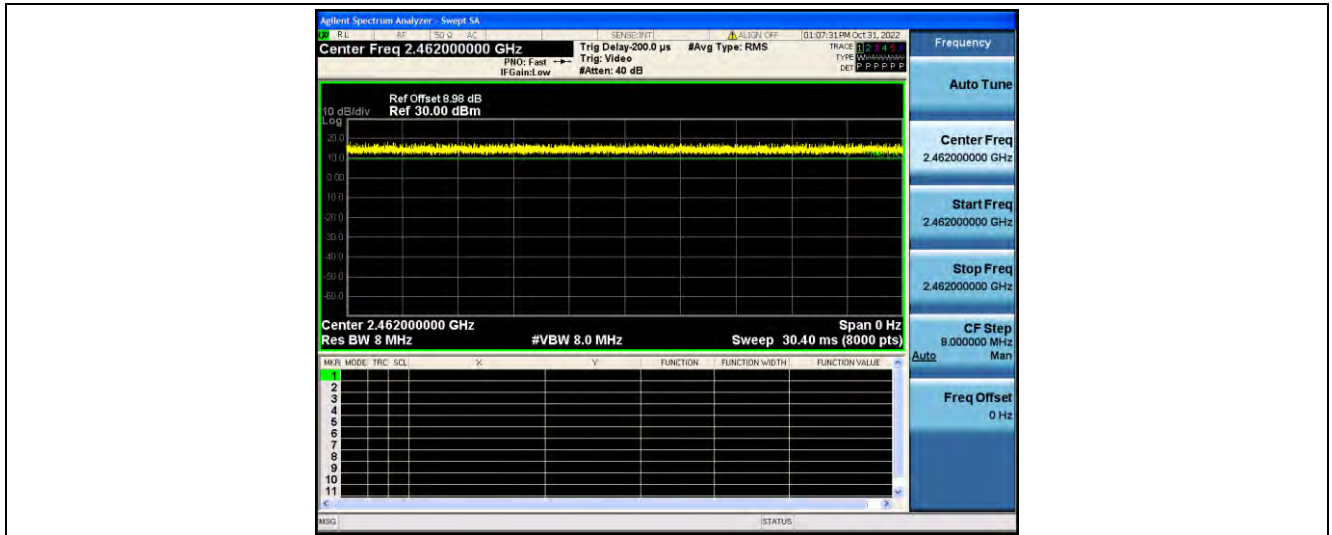 Agilent Spectrum Analyzer - Swept SA
RL RF 50 Ω AC SENSE:INT ALIGN OFF 01:07:31 PM Oct 31, 2022
Center Freq 2.462000000 GHz
PNO: Fast
IFGain:Low
Trig Delay-200.0 µs
Trig: Video
#Atten: 40 dB
#Avg Type: RMS
TRACE 1 2 3 4 5 6
TYPE
DET P P P P P P
Ref Offset 8.98 dB
10 dB/div Ref 30.00 dBm
Log
20.0
10.0
0.00
-10.0
-20.0
-30.0
-40.0
-50.0
-60.0
Center 2.462000000 GHz Span 0 Hz
Res BW 8 MHz #VBW 8.0 MHz Sweep 30.40 ms (8000 pts)
MKR MODE TRC SCL X Y FUNCTION FUNCTION WIDTH FUNCTION VALUE
1
2
3
4
5
6
7
8
9
10
11
MSG STATUS
Frequency
Auto Tune
Center Freq
2.462000000 GHz
Start Freq
2.462000000 GHz
Stop Freq
2.462000000 GHz
CF Step
8.000000 MHz
Auto Man
Freq Offset
0 Hz